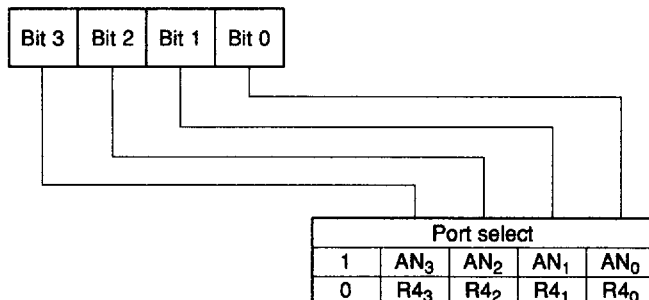 Bit 3 Bit 2 Bit 1 Bit 0
Port select
1 AN₃ AN₂ AN₁ AN₀
0 R4₃ R4₂ R4₁ R4₀